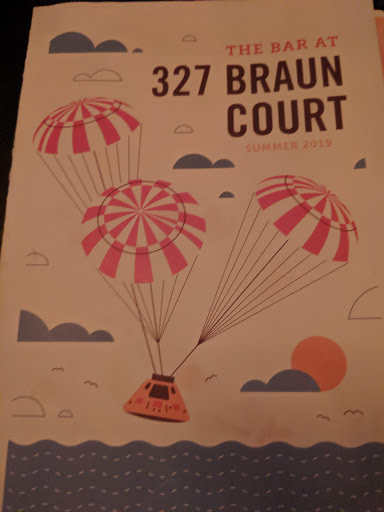 THE BAR AT
327 BRAUN
COURT
SUMMER 2019